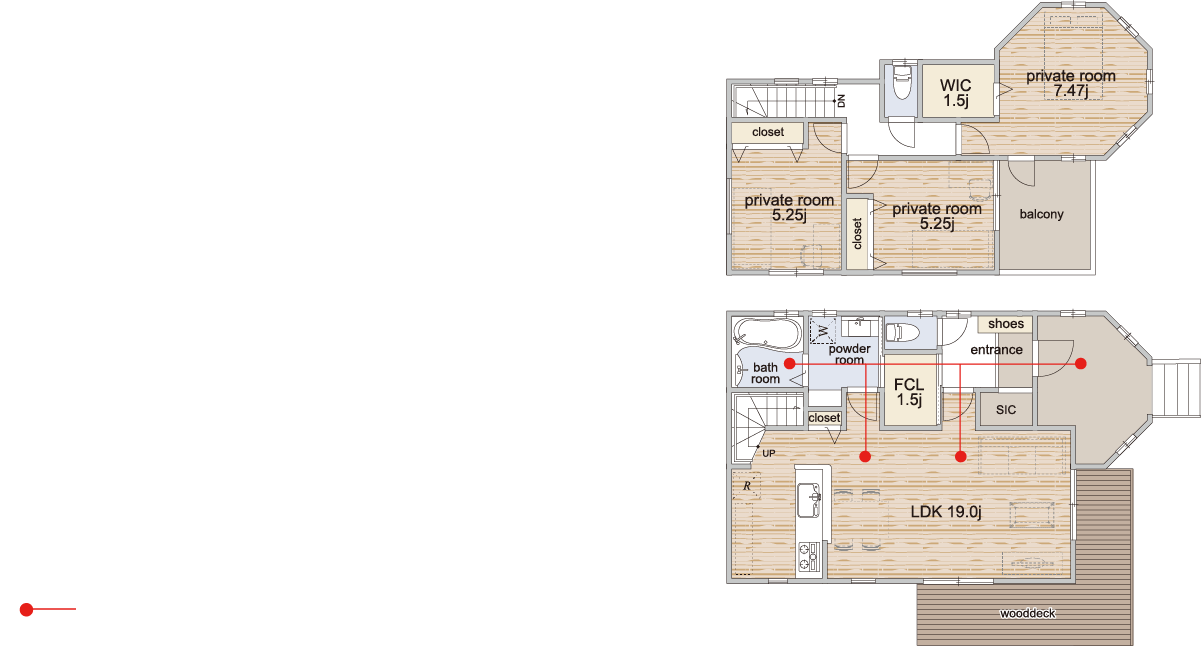 private room
7.47j
WIC
1.5j
DN
closet
private room
5.25j
private room
5.25j
closet
balcony
shoes
W
powder
room
entrance
bath
room
FCL
1.5j
SIC
closet
UP
R
LDK 19.0j
wooddeck